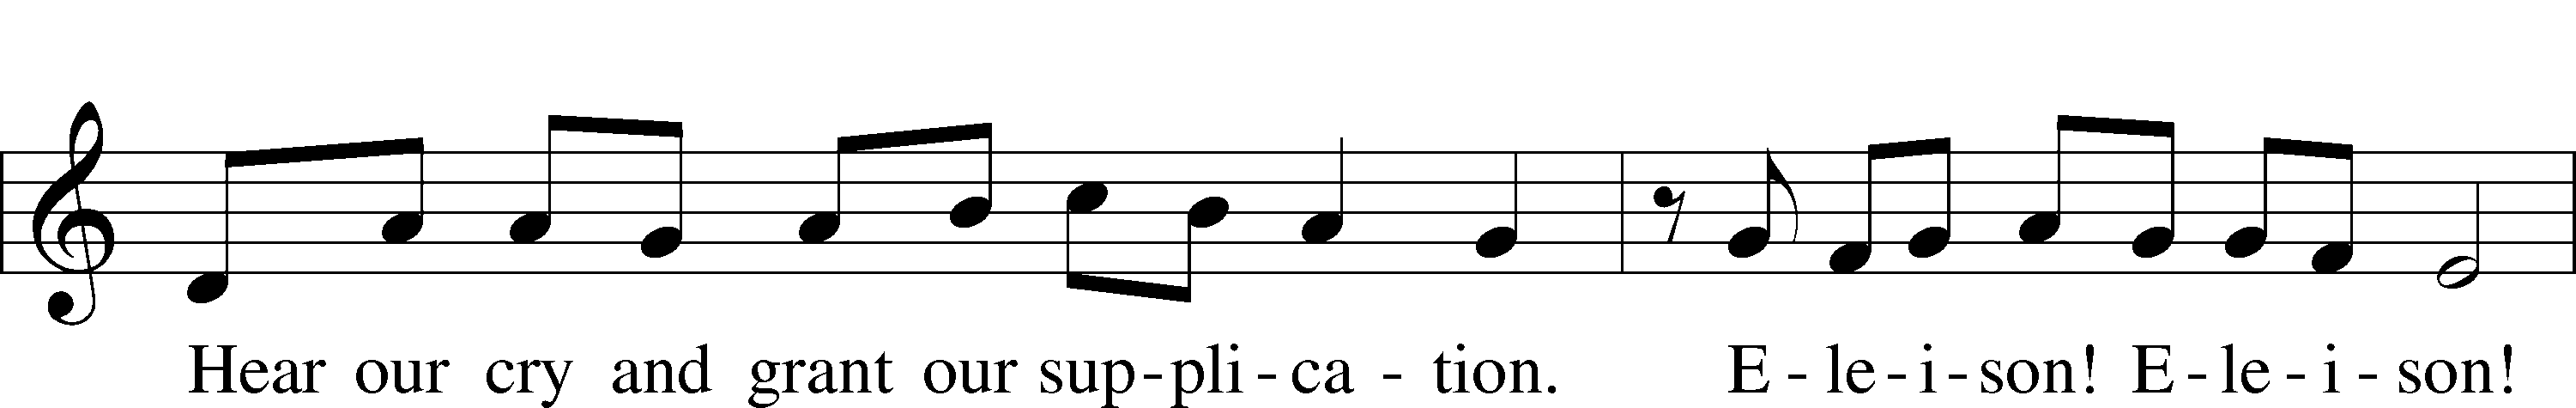 Hear our cry and grant our sup-pli-ca-tion. E-le-i-son! E-le-i-son!